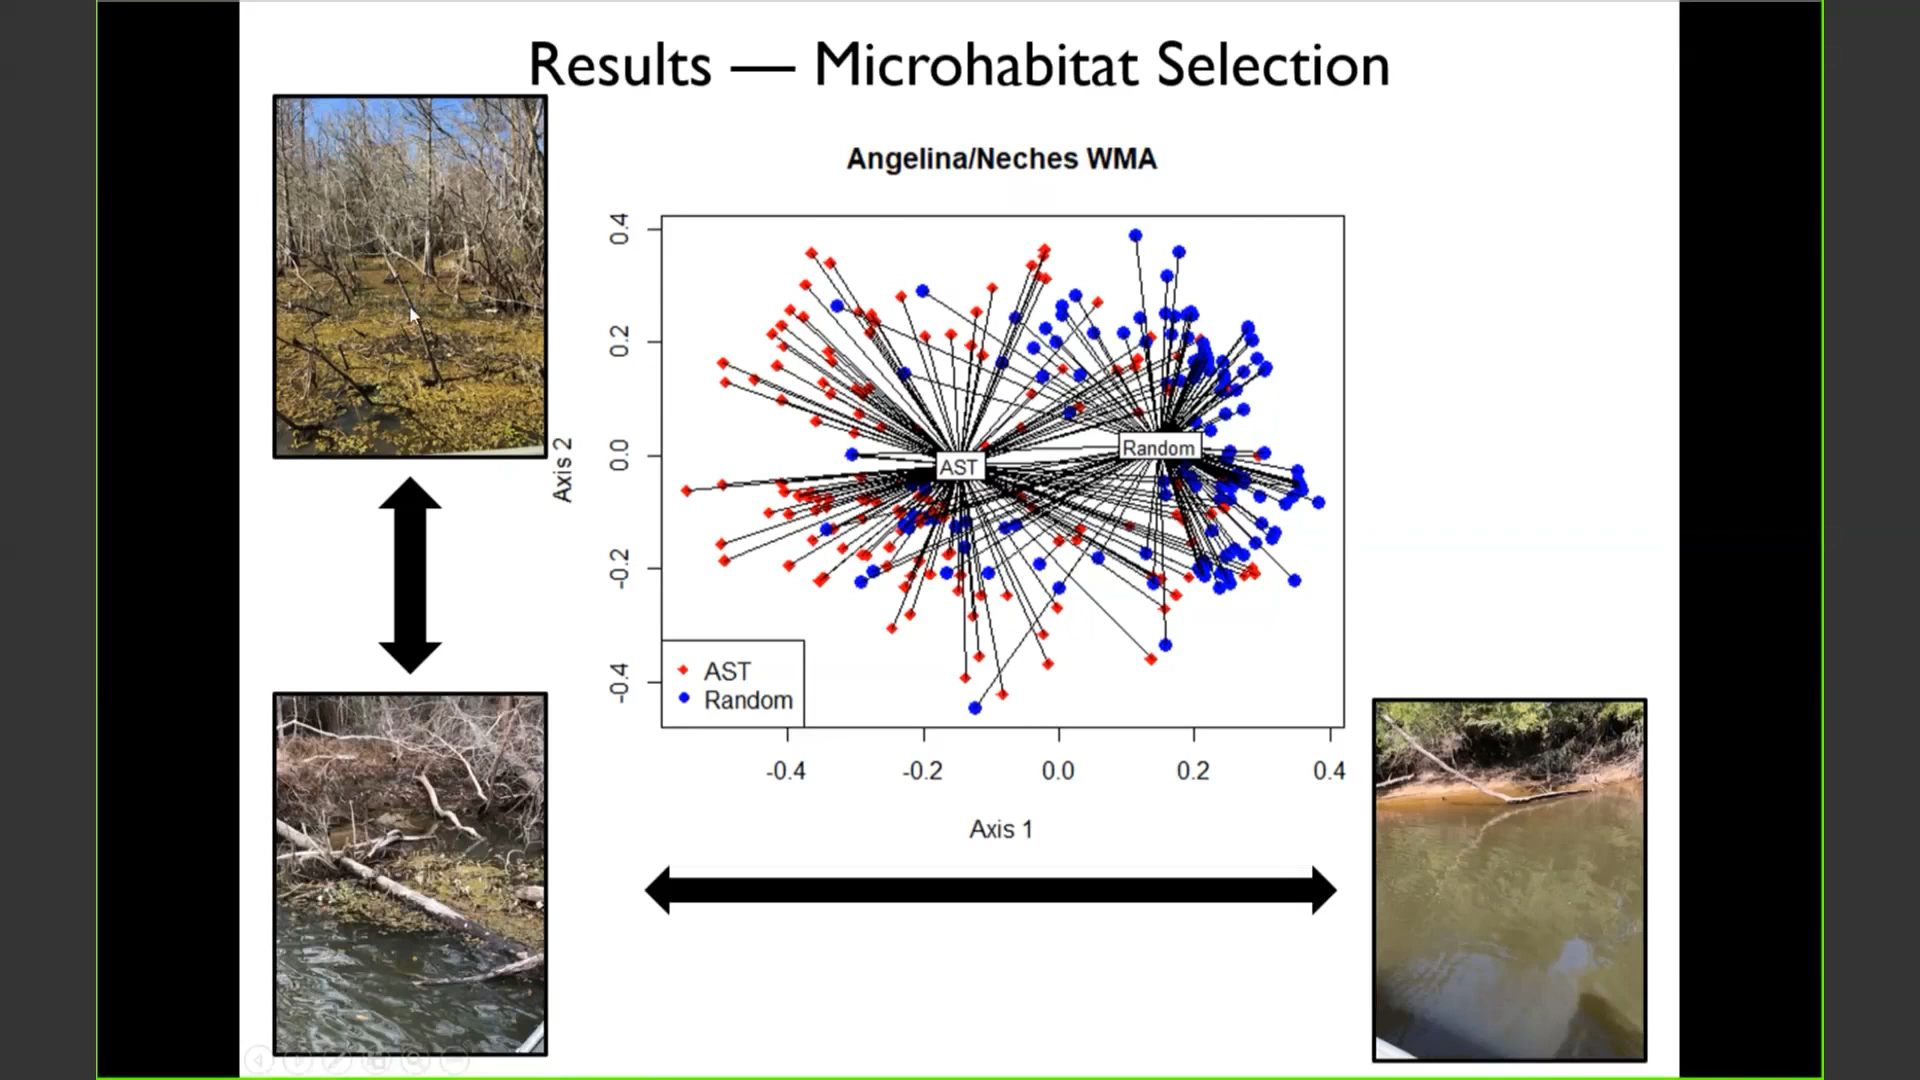 Results — Microhabitat Selection
Angelina/Neches WMA
Axis 2
0.4
0.2
0.0
-0.2
-0.4
AST
Random
AST
Random
-0.4 -0.2 0.0 0.2 0.4
Axis 1